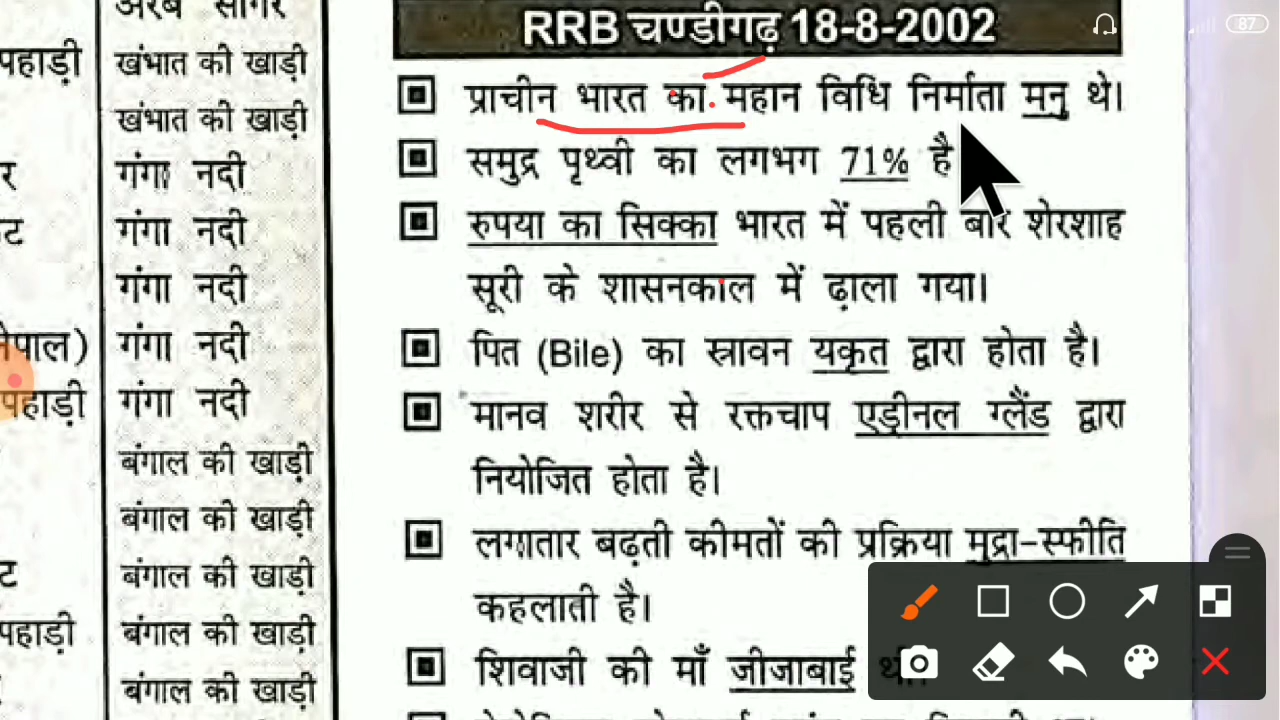 अरब सागर
पहाड़ी खंभात की खाड़ी
खंभात की खाड़ी
गंगा नदी
गंगा नदी
गंगा नदी
गंगा नदी
पहाड़ी गंगा नदी
बंगाल की खाड़ी
बंगाल की खाड़ी
बंगाल की खाड़ी
पहाड़ी बंगाल की खाड़ी
बंगाल की खाड़ी
RRB चण्डीगढ़ 18-8-2002
87
प्राचीन भारत का महान विधि निर्माता मनु थे।
समुद्र पृथ्वी का लगभग 71% है
रुपया का सिक्का भारत में पहली बार शेरशाह
सूरी के शासनकाल में ढ़ाला गया।
पित (Bile) का स्रावन यकृत द्वारा होता है।
मानव शरीर से रक्तचाप एड्रीनल ग्लैंड द्वारा
नियोजित होता है।
लगातार बढ़ती कीमतों की प्रक्रिया मुद्रा-स्फीति
कहलाती है।
शिवाजी की माँ जीजाबाई